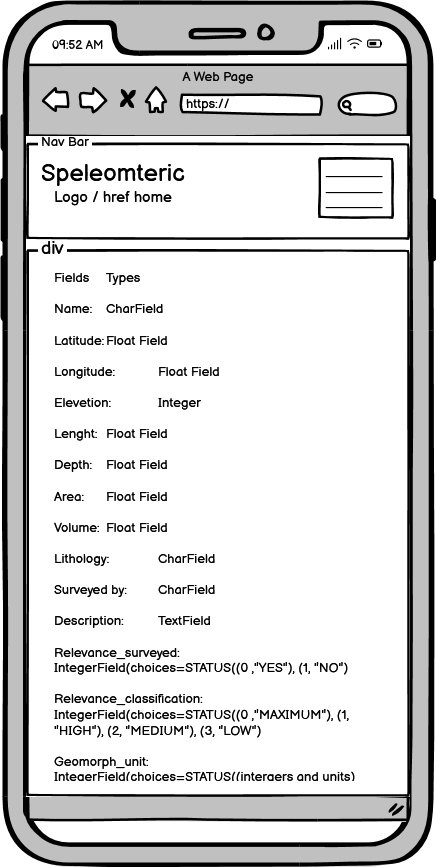 09:52 AM
A Web Page
https://
Nav Bar
Speleomteric
Logo / href home
div
Fields Types
Name: CharField
Latitude: Float Field
Longitude: Float Field
Elevetion: Integer
Lenght: Float Field
Depth: Float Field
Area: Float Field
Volume: Float Field
Lithology: CharField
Surveyed by: CharField
Description: TextField
Relevance_surveyed:
IntegerField(choices=STATUS((0 ,"YES"), (1, "NO")
Relevance_classification:
IntegerField(choices=STATUS((0 ,"MAXIMUM"), (1,
"HIGH"), (2, "MEDIUM"), (3, "LOW")
Geomorph_unit:
IntegerField(choices=STATUS((integers and units)